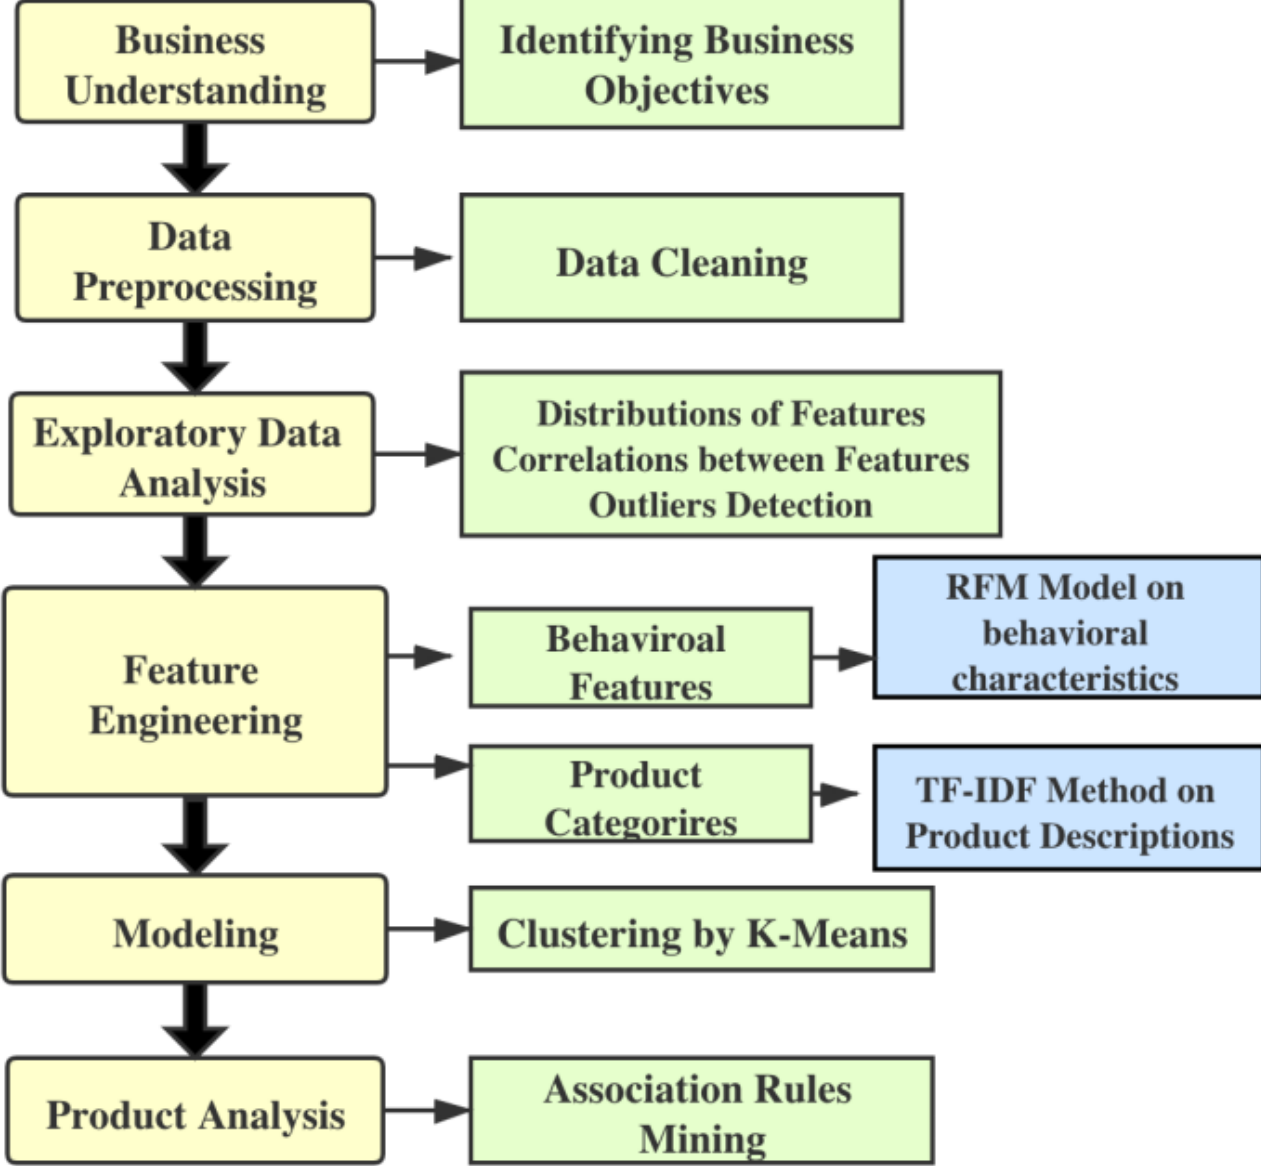 Business
Understanding
Identifying Business
Objectives
Data
Preprocessing
Data Cleaning
Exploratory Data
Analysis
Distributions of Features
Correlations between Features
Outliers Detection
Feature
Engineering
Behaviroal
Features
RFM Model on
behavioral
characteristics
Product
Categorires
TF-IDF Method on
Product Descriptions
Modeling
Clustering by K-Means
Product Analysis
Association Rules
Mining